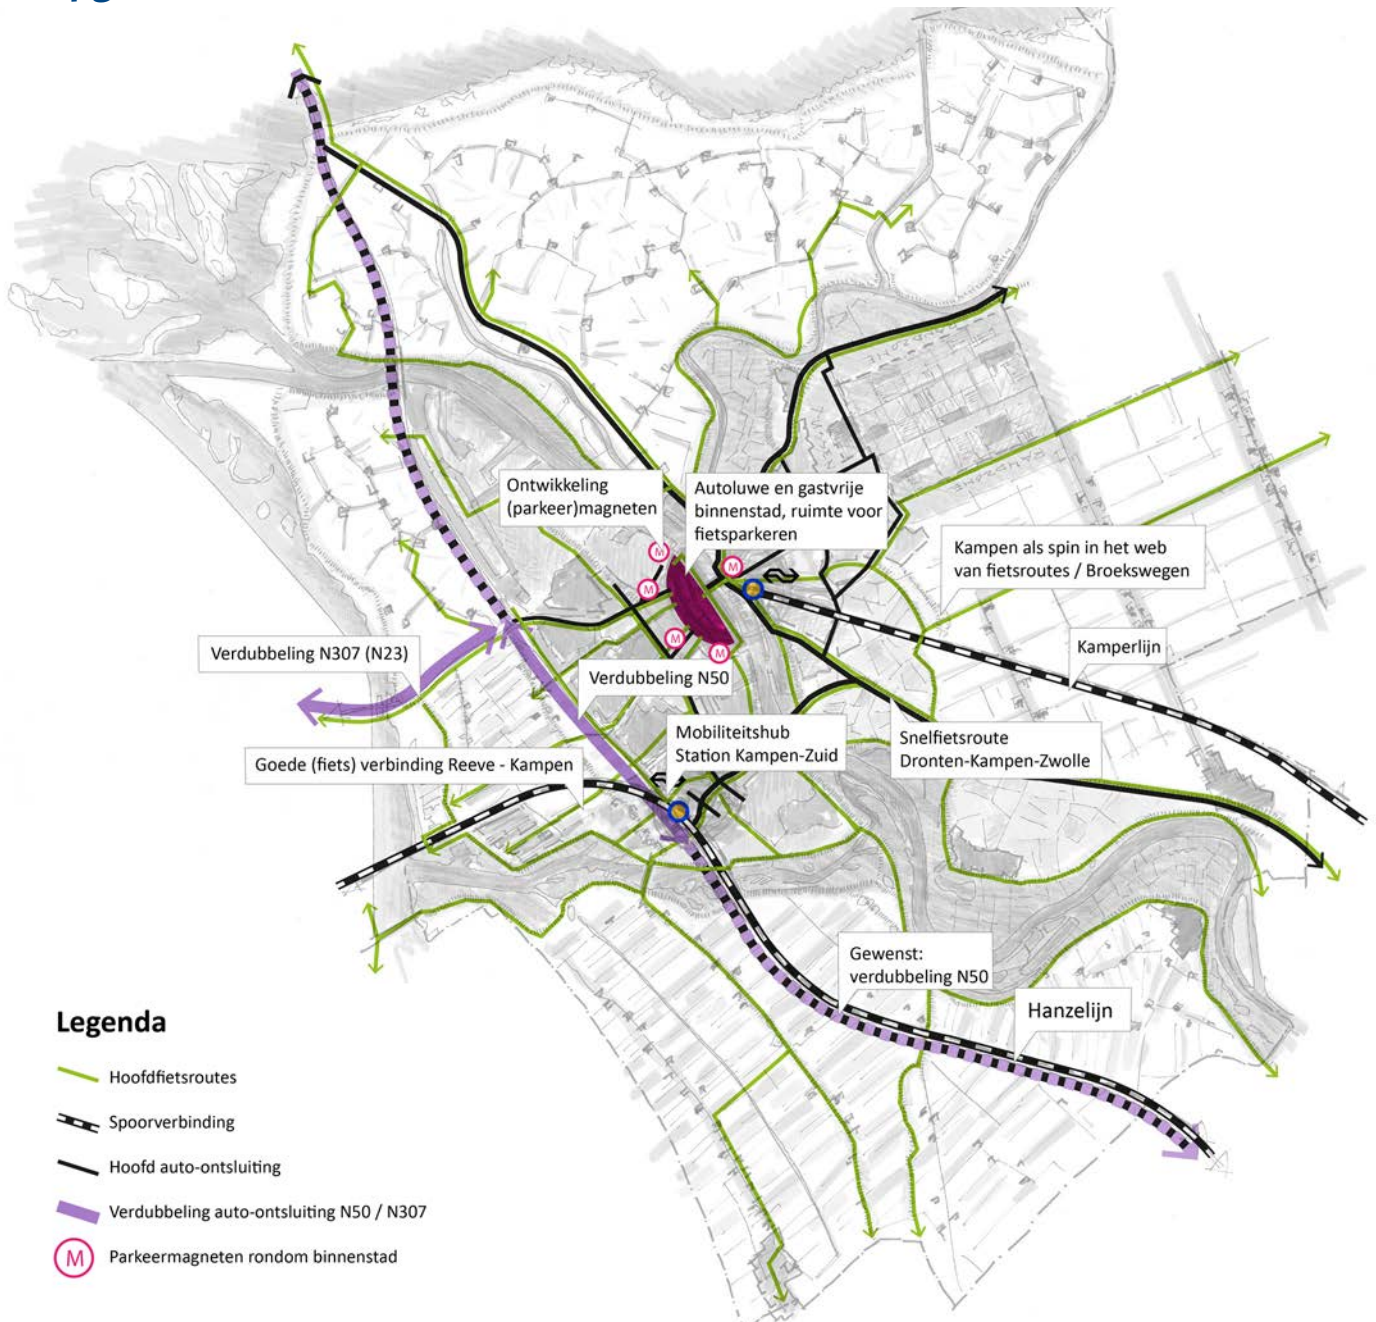 Ontwikkeling
(parkeer)magneten
Autoluwe en gastvrije
binnenstad, ruimte voor
fietsparkeren
Kampen als spin in het web
van fietsroutes / Broekswegen
M
M
M
M
M
Verdubbeling N307 (N23)
Kamperlijn
Verdubbeling N50
Mobiliteitshub
Station Kampen-Zuid
Snelfietsroute
Dronten-Kampen-Zwolle
Goede (fiets) verbinding Reeve - Kampen
Gewenst:
verdubbeling N50
Hanzelijn
Legenda
Hoofdfietsroutes
Spoorverbinding
Hoofd auto-ontsluiting
Verdubbeling auto-ontsluiting N50 / N307
M Parkeermagneten rondom binnenstad